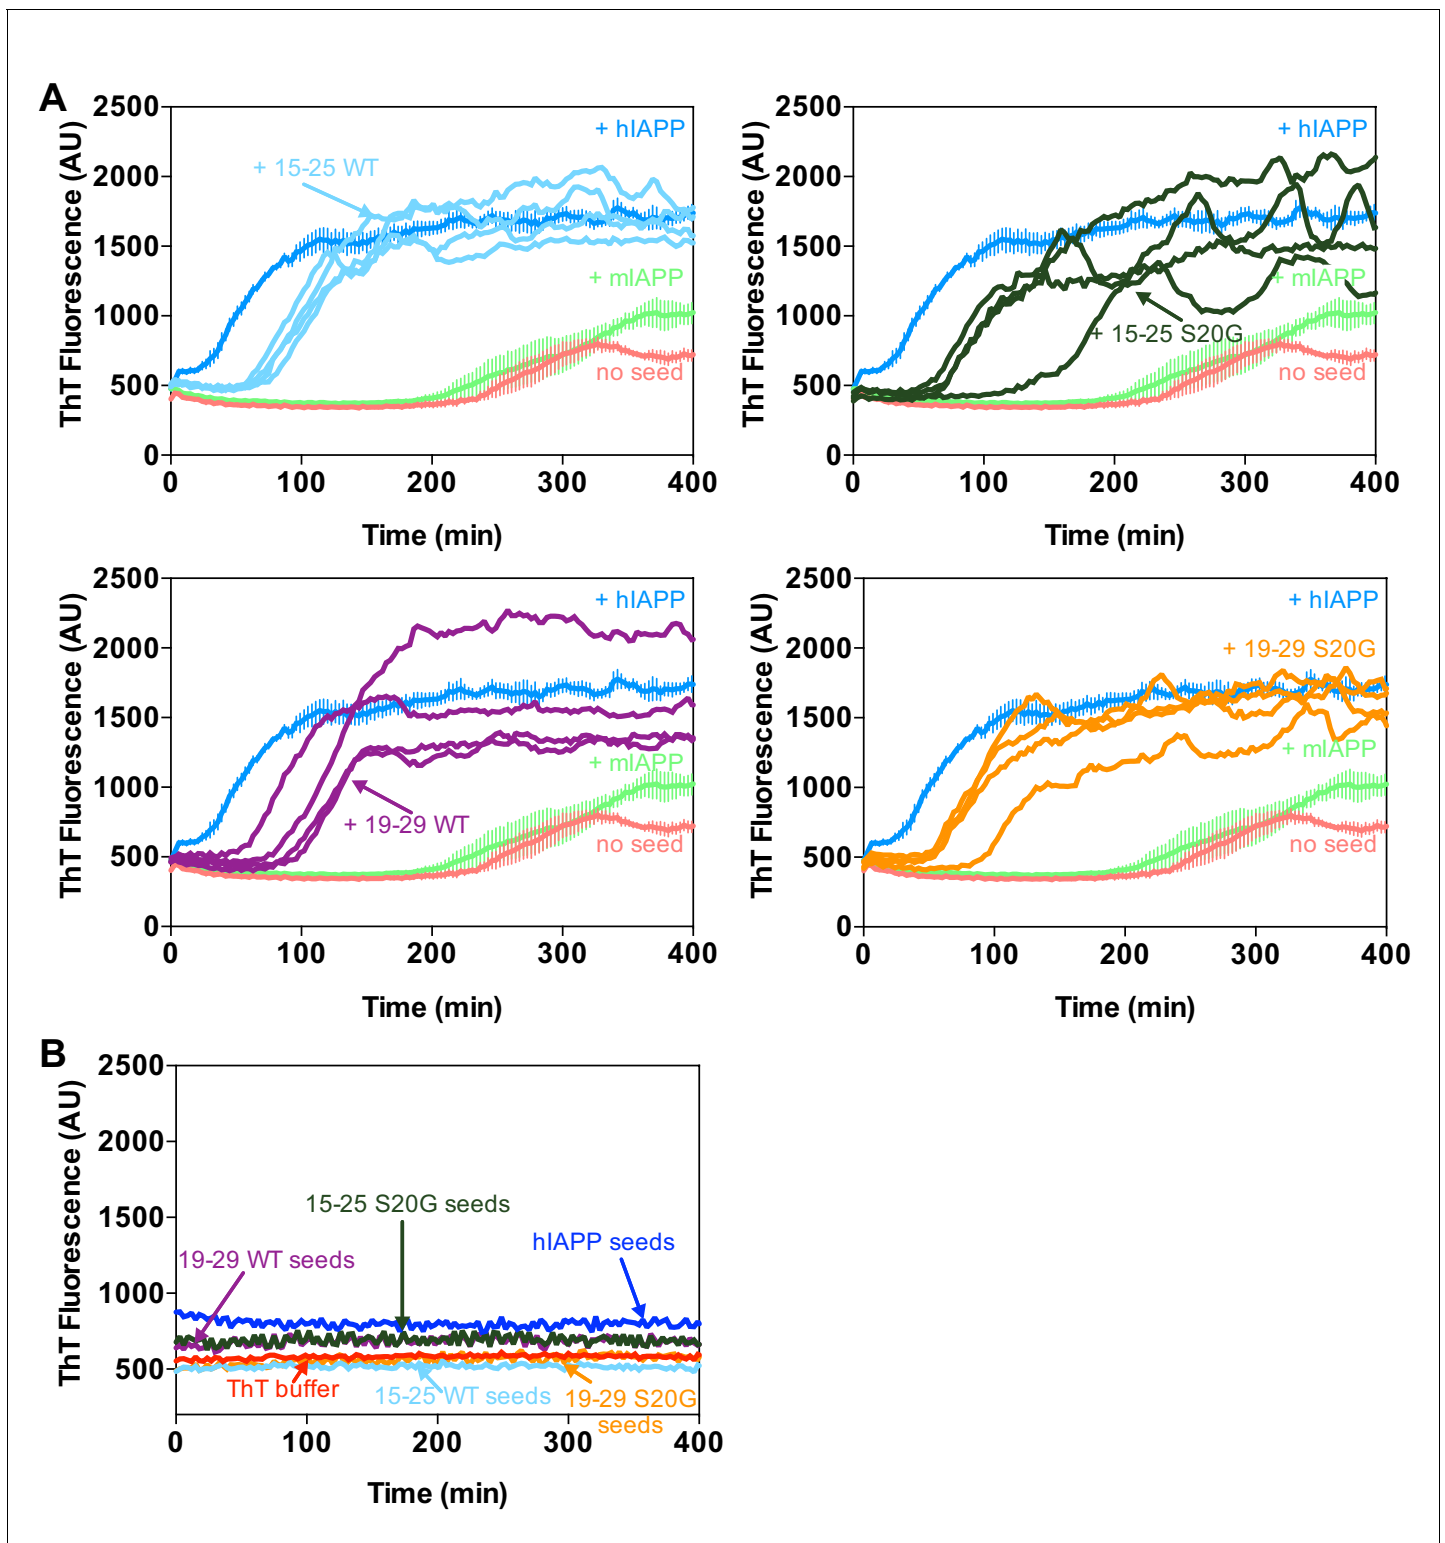 A
2500
2000
1500
1000
500
0
ThT Fluorescence (AU)
+ hIAPP
+ 15-25 WT
+ mIAPP
no seed
0 100 200 300 400
Time (min)
2500
2000
1500
1000
500
0
ThT Fluorescence (AU)
+ hIAPP
+ mIAPP
+ 15-25 S20G
no seed
0 100 200 300 400
Time (min)
2500
2000
1500
1000
500
0
ThT Fluorescence (AU)
+ hIAPP
+ mIAPP
+ 19-29 WT
no seed
0 100 200 300 400
Time (min)
2500
2000
1500
1000
500
0
ThT Fluorescence (AU)
+ hIAPP
+ 19-29 S20G
+ mIAPP
no seed
0 100 200 300 400
Time (min)
B
2500
2000
1500
1000
500
ThT Fluorescence (AU)
15-25 S20G seeds
hIAPP seeds
19-29 WT seeds
ThT buffer
15-25 WT seeds
19-29 S20G
seeds
0 100 200 300 400
Time (min)